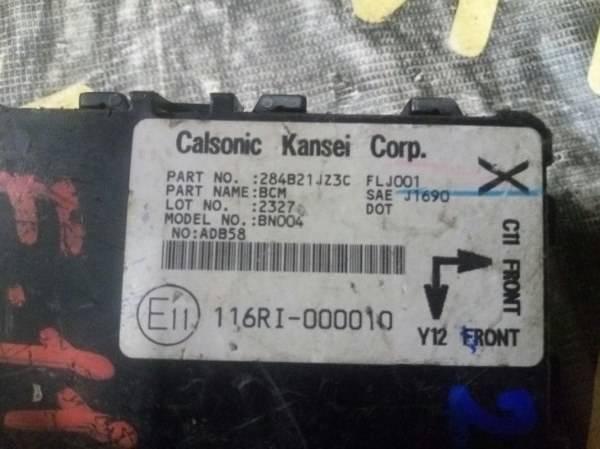 Calsonic Kansei Corp.
PART NO. :284B21JZ3C FLJ001
PART NAME:BCM SAE J1690
LOT NO. :2327 DOT
MODEL NO.:BN004
NO:ADB58
X
C11 FRONT
Y12 FRONT
E11 116RI-000010
2